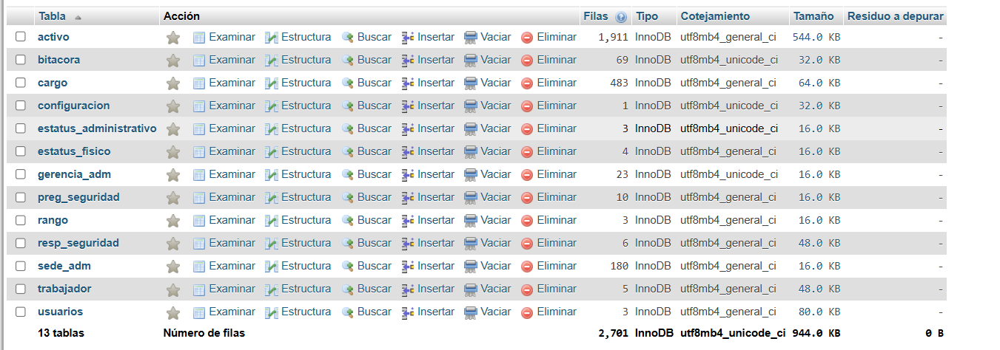 Tabla Acción Filas Tipo Cotejamiento Tamaño Residuo a depurar
activo Examinar Estructura Buscar Insertar Vaciar Eliminar 1,911 InnoDB utf8mb4_general_ci 544.0 KB -
bitacora Examinar Estructura Buscar Insertar Vaciar Eliminar 69 InnoDB utf8mb4_unicode_ci 32.0 KB -
cargo Examinar Estructura Buscar Insertar Vaciar Eliminar 483 InnoDB utf8mb4_general_ci 64.0 KB -
configuracion Examinar Estructura Buscar Insertar Vaciar Eliminar 1 InnoDB utf8mb4_unicode_ci 32.0 KB -
estatus_administrativo Examinar Estructura Buscar Insertar Vaciar Eliminar 3 InnoDB utf8mb4_unicode_ci 16.0 KB -
estatus_fisico Examinar Estructura Buscar Insertar Vaciar Eliminar 4 InnoDB utf8mb4_general_ci 16.0 KB -
gerencia_adm Examinar Estructura Buscar Insertar Vaciar Eliminar 23 InnoDB utf8mb4_unicode_ci 16.0 KB -
preg_seguridad Examinar Estructura Buscar Insertar Vaciar Eliminar 10 InnoDB utf8mb4_general_ci 16.0 KB -
rango Examinar Estructura Buscar Insertar Vaciar Eliminar 3 InnoDB utf8mb4_general_ci 16.0 KB -
resp_seguridad Examinar Estructura Buscar Insertar Vaciar Eliminar 6 InnoDB utf8mb4_general_ci 48.0 KB -
sede_adm Examinar Estructura Buscar Insertar Vaciar Eliminar 180 InnoDB utf8mb4_general_ci 16.0 KB -
trabajador Examinar Estructura Buscar Insertar Vaciar Eliminar 5 InnoDB utf8mb4_general_ci 48.0 KB -
usuarios Examinar Estructura Buscar Insertar Vaciar Eliminar 3 InnoDB utf8mb4_general_ci 80.0 KB -
13 tablas Número de filas 2,701 InnoDB utf8mb4_unicode_ci 944.0 KB 0 B